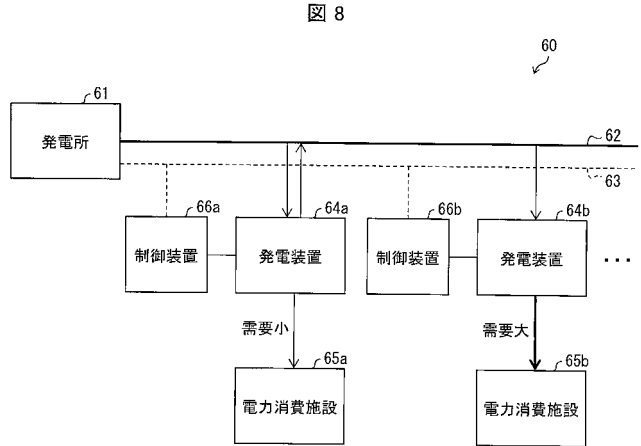 図 8
60
61
発電所
62
63
66a
64a
66b
64b
制御装置
発電装置
制御装置
発電装置
...
需要小
需要大
65a
65b
電力消費施設
電力消費施設